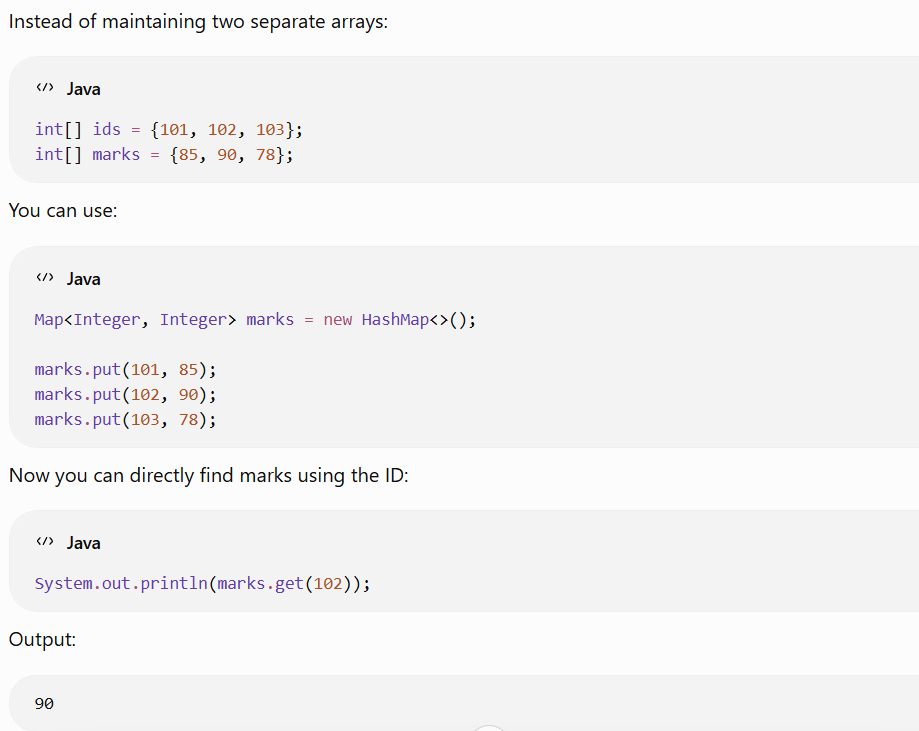 Instead of maintaining two separate arrays:
</> Java
int[] ids = {101, 102, 103};
int[] marks = {85, 90, 78};
You can use:
</> Java
Map<Integer, Integer> marks = new HashMap<>();
marks.put(101, 85);
marks.put(102, 90);
marks.put(103, 78);
Now you can directly find marks using the ID:
</> Java
System.out.println(marks.get(102));
Output:
90